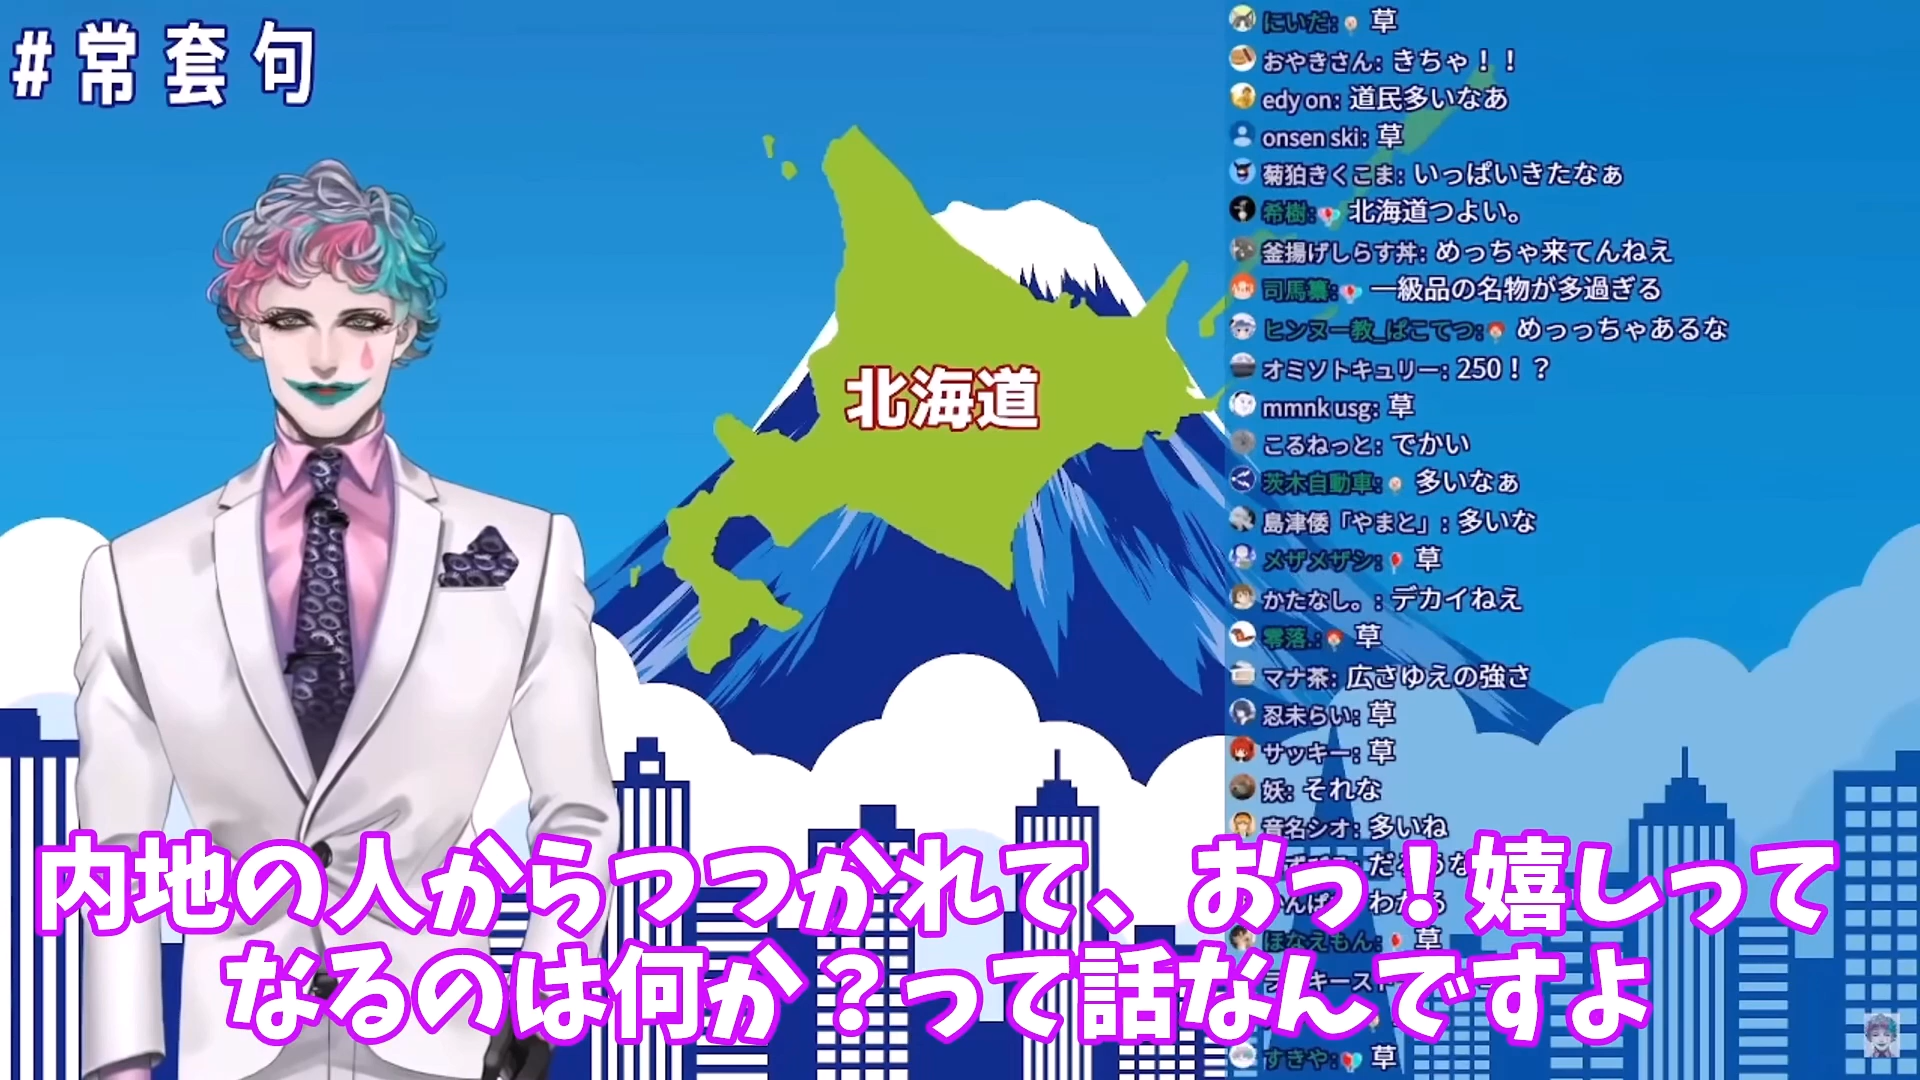 #常套句
北海道
にいだ: 草
おやきさん: きちゃ！！
edy on: 道民多いなあ
onsen ski: 草
菊狛きくこま: いっぱいきたなぁ
希樹: 北海道つよい。
釜揚げしらす丼: めっちゃ来てんねえ
司馬纂: 一級品の名物が多過ぎる
ヒンヌー教_ぱこてつ: めっっちゃあるな
オミソトキュリー: 250！？
mmnk usg: 草
こるねっと: でかい
茨木自動車: 多いなぁ
島津倭「やまと」: 多いな
メザメザシ: 草
かたなし。: デカイねえ
零落.: 草
マナ茶: 広さゆえの強さ
忍未らい: 草
サッキー: 草
妖: それな
音名シオ: 多いね
ほなえもん: 草
すきや: 草
内地の人からつつかれて、おっ！嬉しって
なるのは何か？って話なんですよ